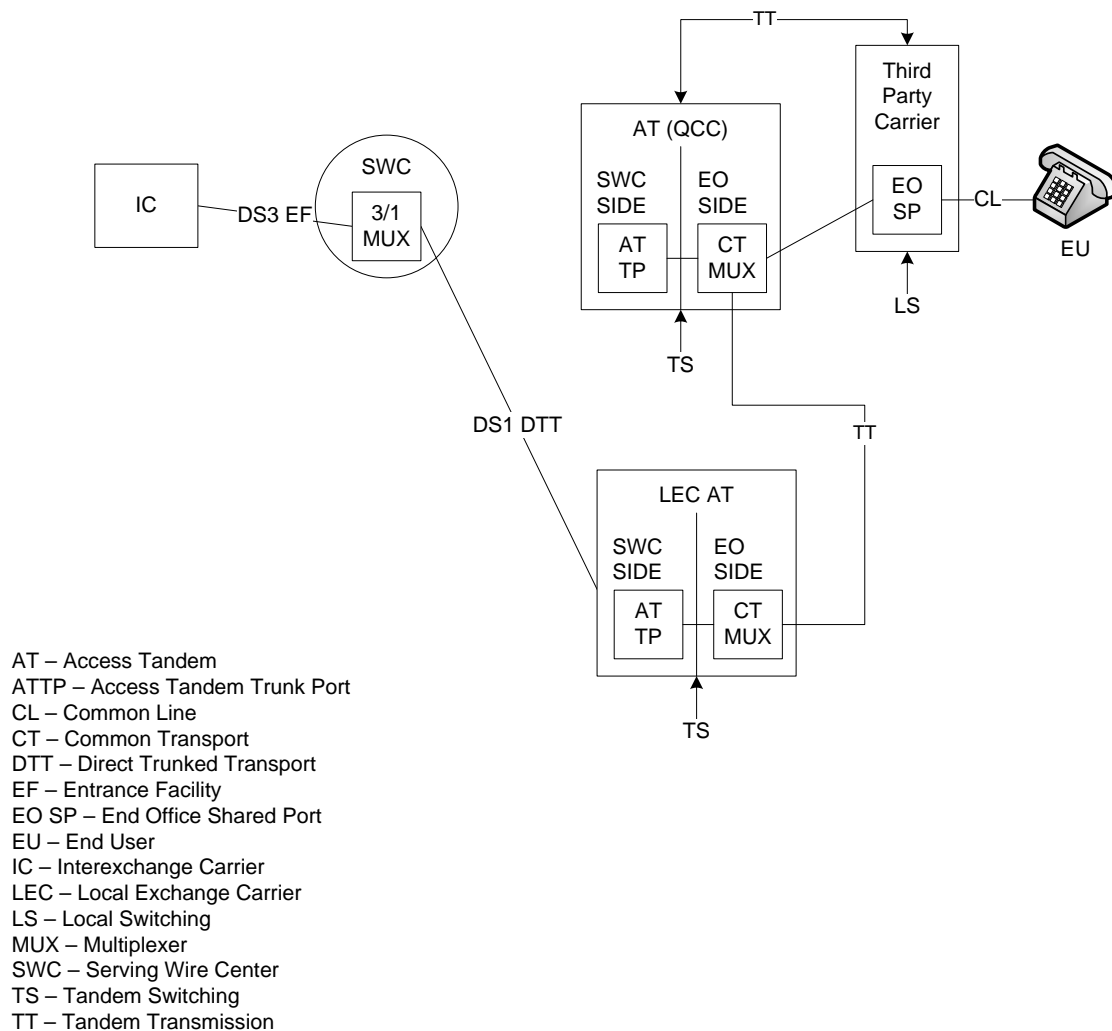 TT
Third
Party
Carrier
AT (QCC)
SWC
SWC
SIDE
EO
SIDE
IC
DS3 EF
3/1
MUX
AT
TP
CT
MUX
EO
SP
CL
EU
LS
TS
DS1 DTT
TT
LEC AT
SWC
SIDE
EO
SIDE
AT
TP
CT
MUX
TS
AT – Access Tandem
ATTP – Access Tandem Trunk Port
CL – Common Line
CT – Common Transport
DTT – Direct Trunked Transport
EF – Entrance Facility
EO SP – End Office Shared Port
EU – End User
IC – Interexchange Carrier
LEC – Local Exchange Carrier
LS – Local Switching
MUX – Multiplexer
SWC – Serving Wire Center
TS – Tandem Switching
TT – Tandem Transmission